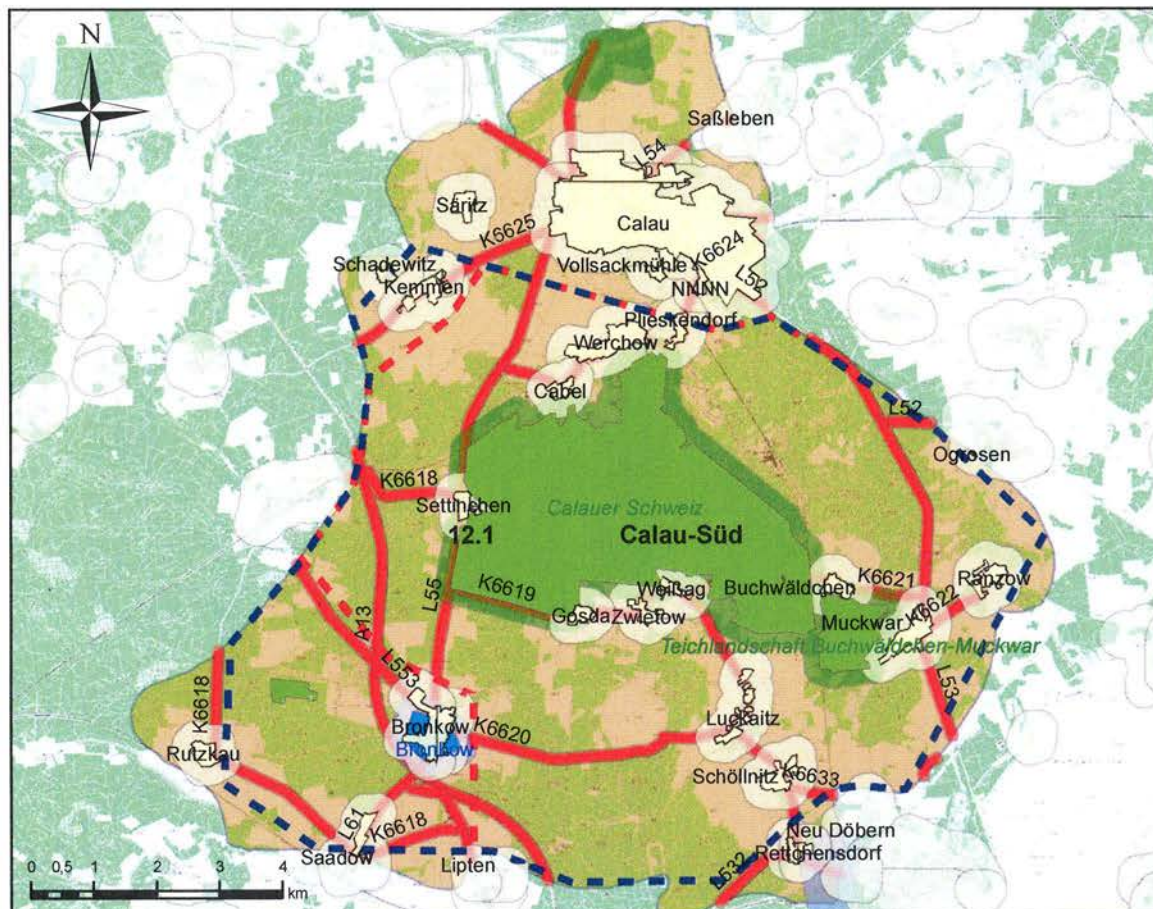 N
Saßleben
L54
Säritz
K6625
Calau
K6624
Schadewitz
Vollsackmühle
Kemmen
NNNN
L52
Plieskendorf
Werchow
Cabel
L52
Ogrosen
K6618
Settinchen
Calauer Schweiz
12.1
Calau-Süd
K6619
Weißag
Buchwäldchen
K6621
Ranzow
L55
A13
Gosda
Zwietow
Muckwar
K6622
Teichlandschaft Buchwäldchen-Muckwar
L553
L53
K6618
Bronkow
K6620
Luckaitz
Rutzkau
Bronkow
Schöllnitz
K6633
L61
K6618
Neu Döbern
Saadow
Lipten
Rettchensdorf
L532
0 0,5 1 2 3 4
km